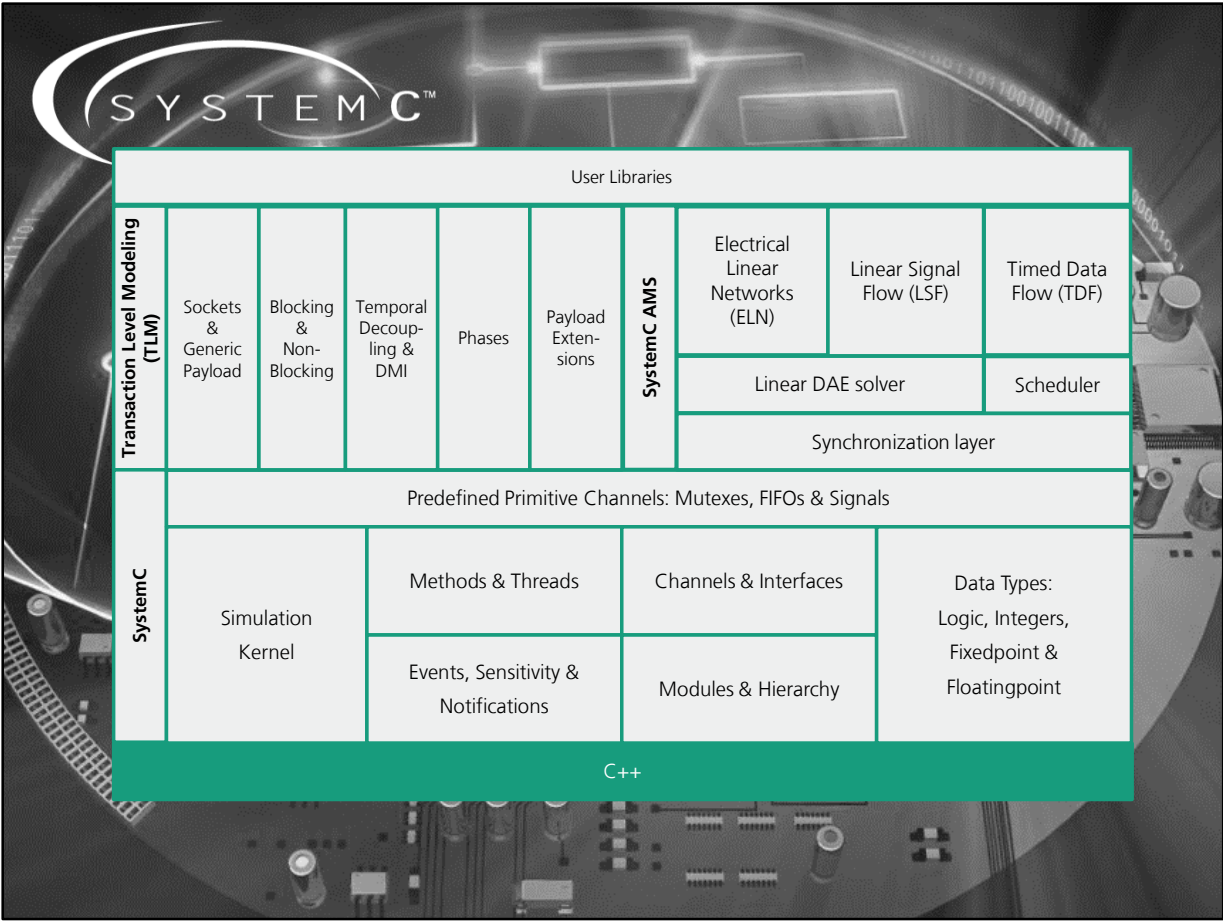 SYSTEMC™
User Libraries
Transaction Level Modeling
(TLM)
Sockets
&
Generic
Payload
Blocking
&
Non-
Blocking
Temporal
Decoup-
ling &
DMI
Phases
Payload
Exten-
sions
SystemC AMS
Electrical
Linear
Networks
(ELN)
Linear Signal
Flow (LSF)
Timed Data
Flow (TDF)
Linear DAE solver
Scheduler
Synchronization layer
SystemC
Predefined Primitive Channels: Mutexes, FIFOs & Signals
Simulation
Kernel
Methods & Threads
Channels & Interfaces
Data Types:
Logic, Integers,
Fixedpoint &
Floatingpoint
Events, Sensitivity &
Notifications
Modules & Hierarchy
C++